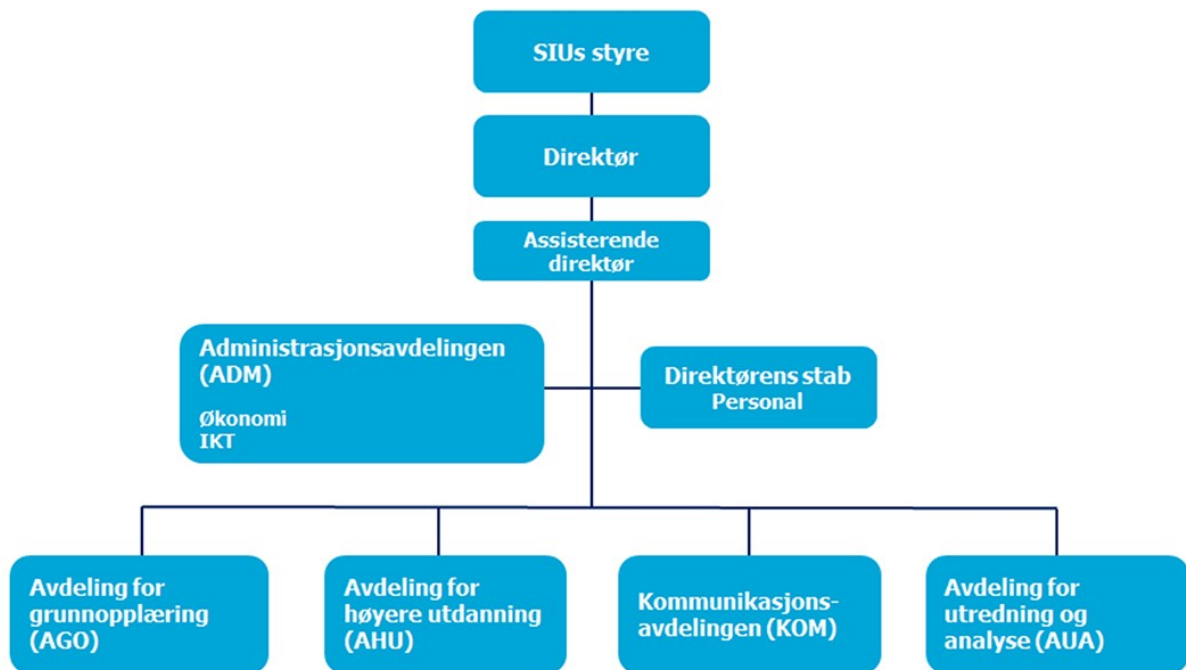 SIUs styre
Direktør
Assisterende
direktør
Administrasjonsavdelingen
(ADM)
Økonomi
IKT
Direktørens stab
Personal
Avdeling for
grunnopplæring
(AGO)
Avdeling for
høyere utdanning
(AHU)
Kommunikasjons-
avdelingen (KOM)
Avdeling for
utredning og
analyse (AUA)